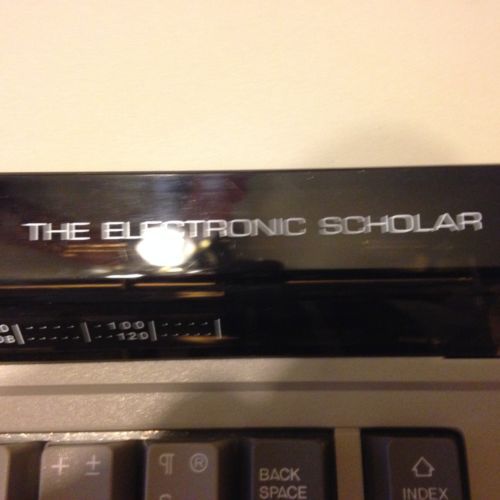 THE ELECTRONIC SCHOLAR
100
120
+ ± ¶ ®
BACK
SPACE
INDEX